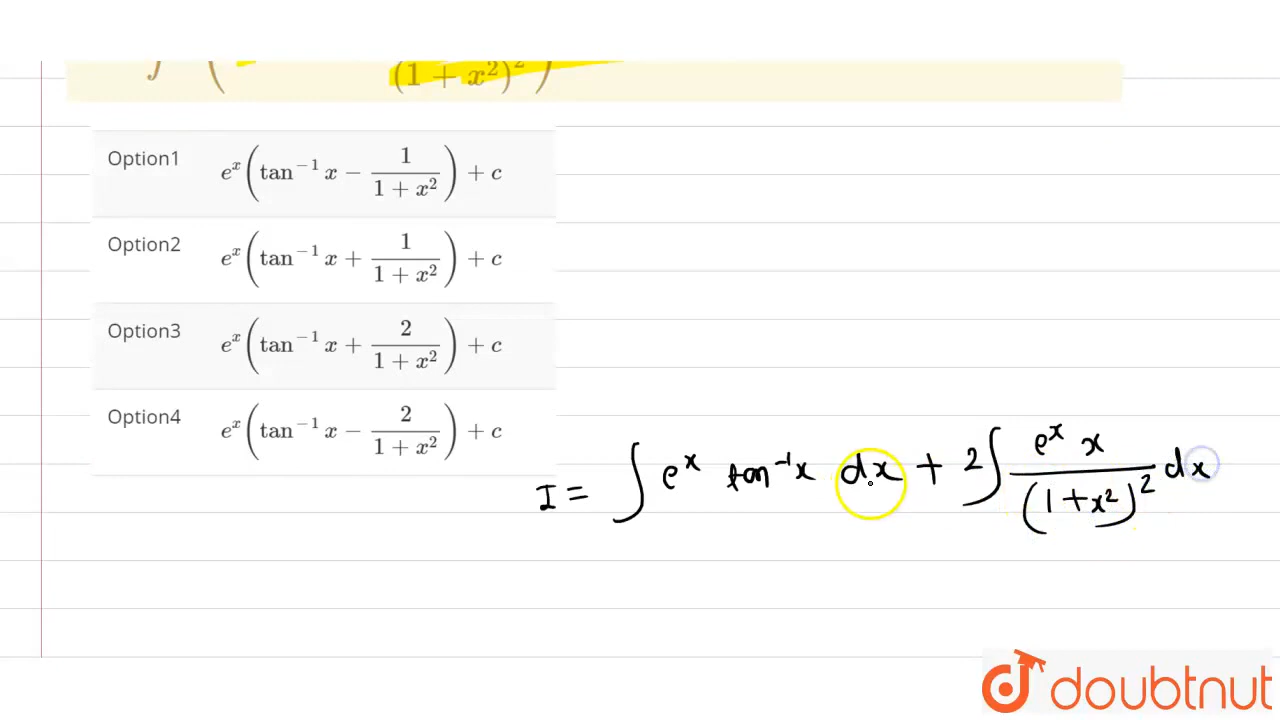 ∫ ( (1 + x²)² )
Option1 eˣ(tan⁻¹ x − 1/(1 + x²)) + c
Option2 eˣ(tan⁻¹ x + 1/(1 + x²)) + c
Option3 eˣ(tan⁻¹ x + 2/(1 + x²)) + c
Option4 eˣ(tan⁻¹ x − 2/(1 + x²)) + c
I = ∫ eˣ tan⁻¹x dx + 2∫ eˣ x/(1+x²)² dx
doubtnut